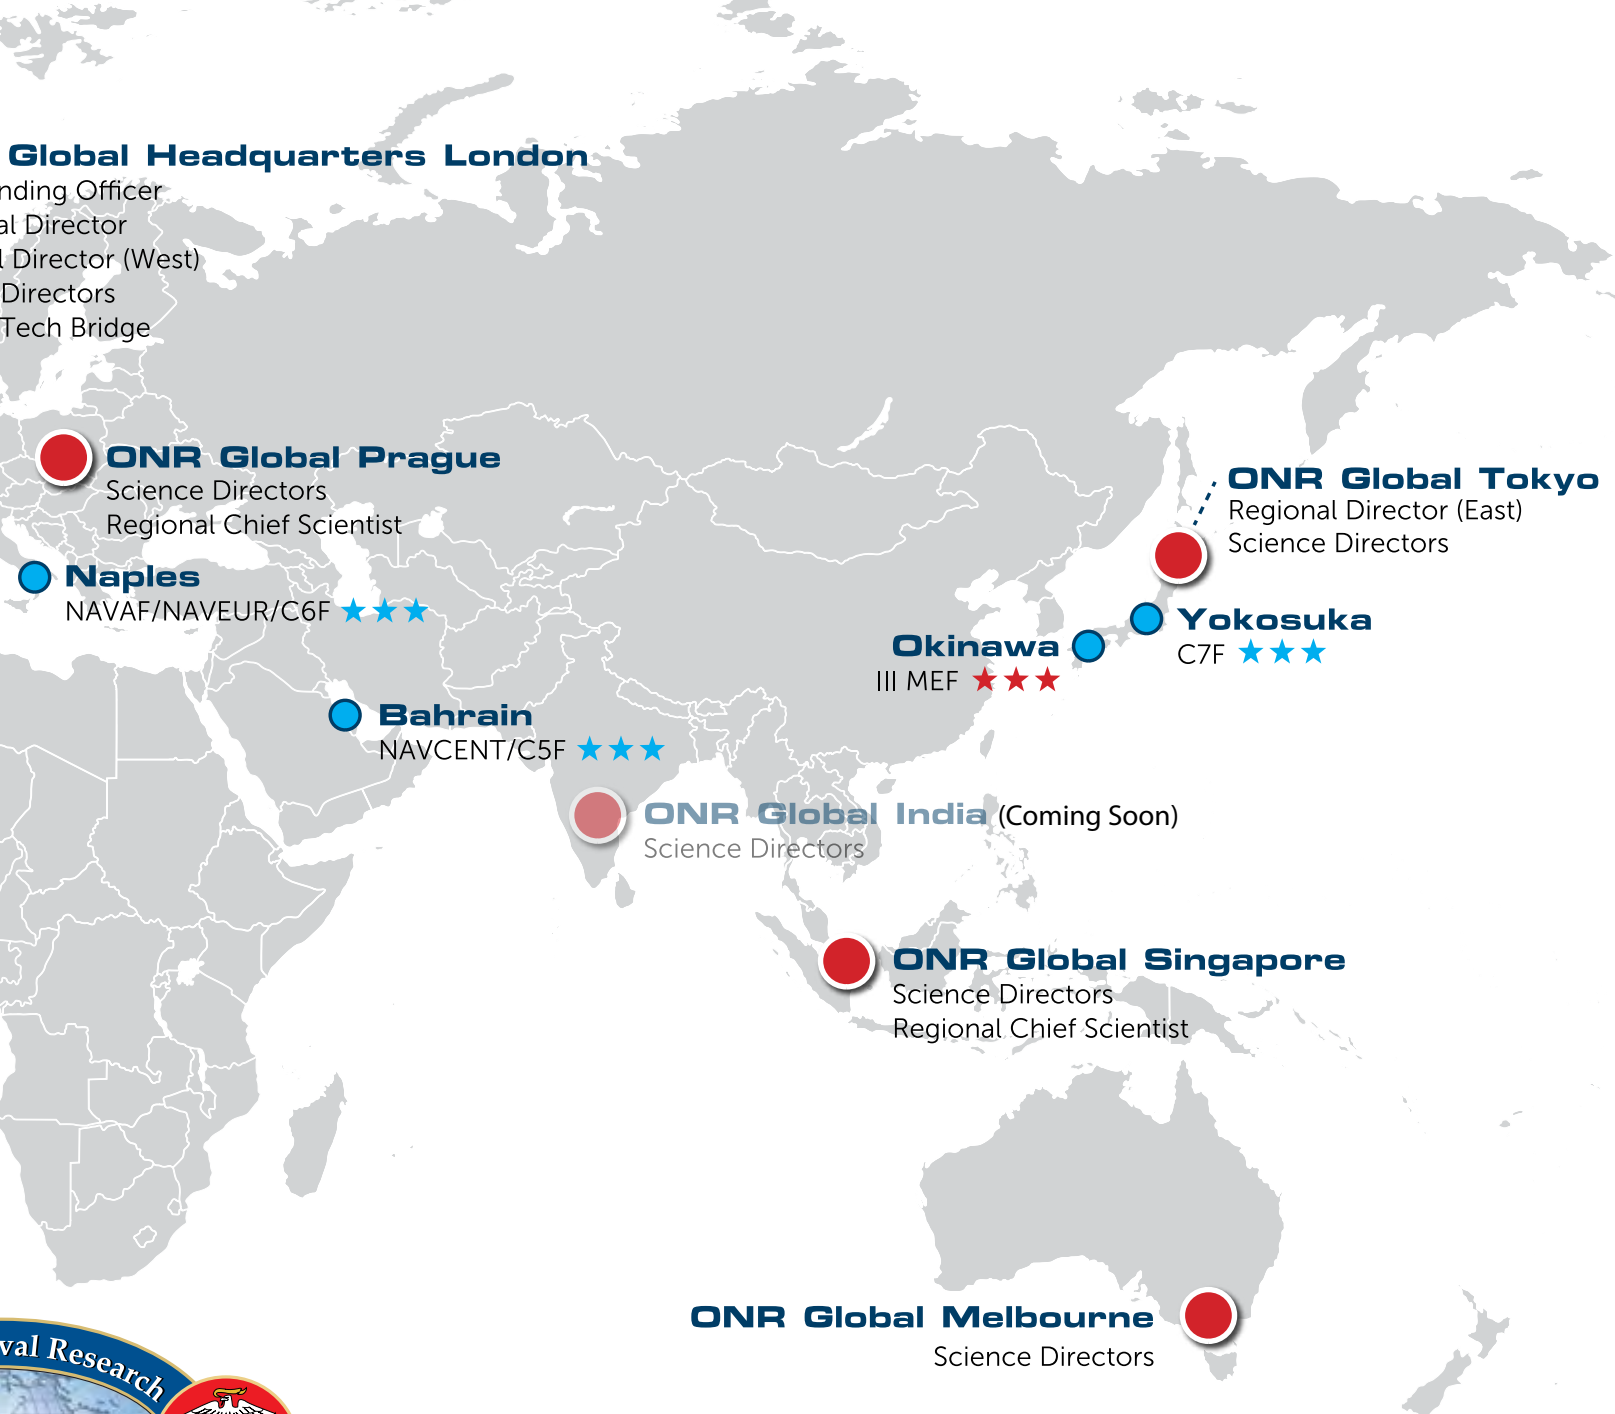 Global Headquarters London
nding Officer
al Director
l Director (West)
Directors
Tech Bridge
ONR Global Prague
Science Directors
Regional Chief Scientist
Naples
NAVAF/NAVEUR/C6F
Bahrain
NAVCENT/C5F
ONR Global Tokyo
Regional Director (East)
Science Directors
Yokosuka
C7F
Okinawa
III MEF
ONR Global India (Coming Soon)
Science Directors
ONR Global Singapore
Science Directors
Regional Chief Scientist
ONR Global Melbourne
Science Directors
val Research